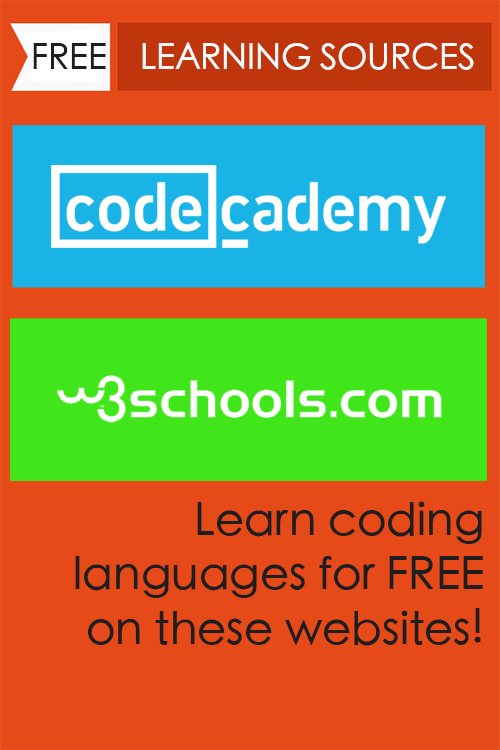 FREE LEARNING SOURCES
codecademy
w3schools.com
Learn coding
languages for FREE
on these websites!